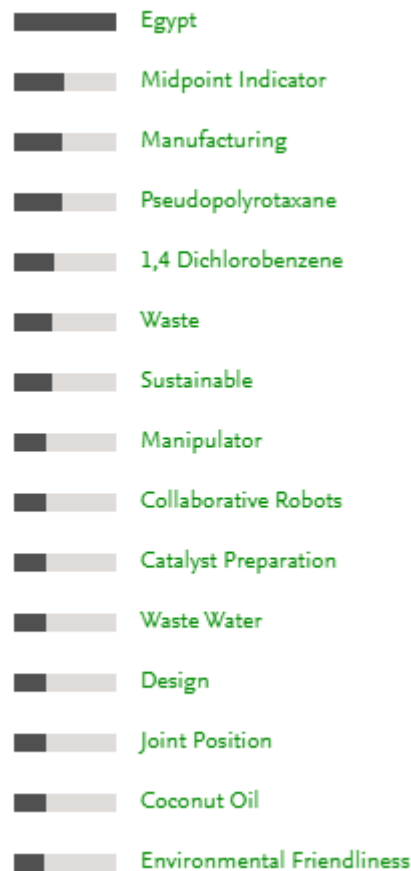 Egypt
Midpoint Indicator
Manufacturing
Pseudopolyrotaxane
1,4 Dichlorobenzene
Waste
Sustainable
Manipulator
Collaborative Robots
Catalyst Preparation
Waste Water
Design
Joint Position
Coconut Oil
Environmental Friendliness